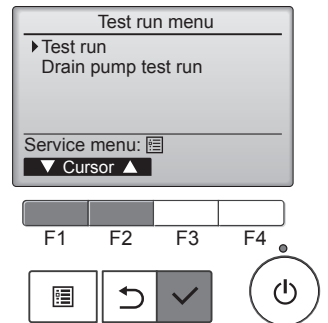 Test run menu
Test run
Drain pump test run
Service menu:
▼ Cursor ▲
F1 F2 F3 F4